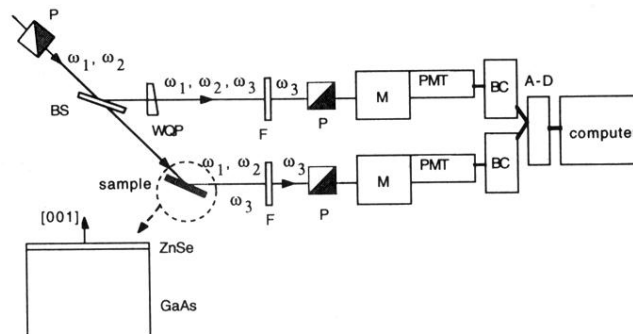 P
ω1, ω2
BS
WQP
ω1, ω2, ω3
F
ω3
P
M
PMT
BC
A-D
computer
sample
ω1, ω2
ω3
F
ω3
P
M
PMT
BC
[001]
ZnSe
GaAs